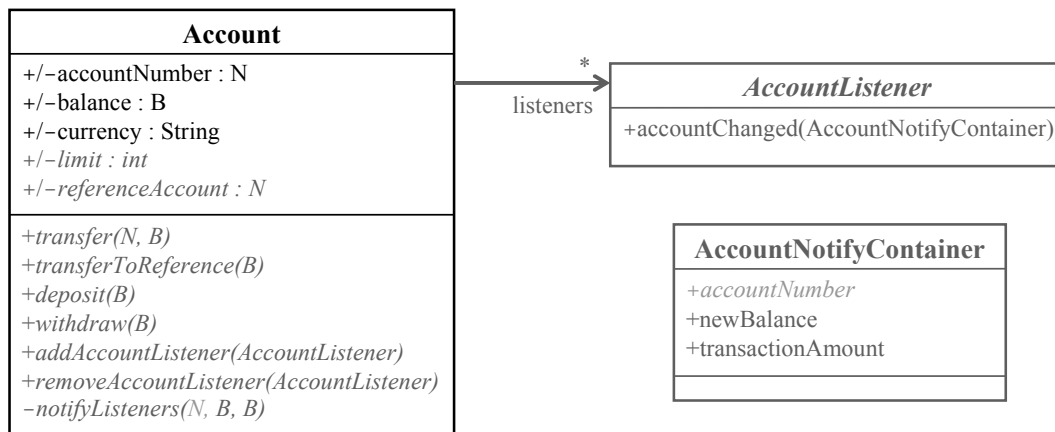 Account
+/–accountNumber : N
+/–balance : B
+/–currency : String
+/–limit : int
+/–referenceAccount : N
+transfer(N, B)
+transferToReference(B)
+deposit(B)
+withdraw(B)
+addAccountListener(AccountListener)
+removeAccountListener(AccountListener)
–notifyListeners(N, B, B)
*
listeners
AccountListener
+accountChanged(AccountNotifyContainer)
AccountNotifyContainer
+accountNumber
+newBalance
+transactionAmount